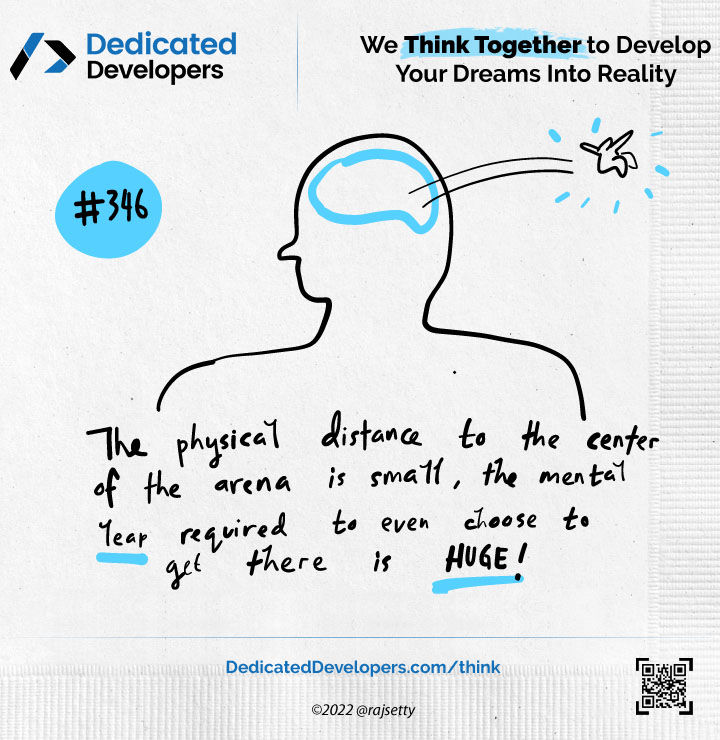 Dedicated
Developers
We Think Together to Develop
Your Dreams Into Reality
#346
The physical distance to the center
of the arena is small, the mental
leap required to even choose to
get there is HUGE!
DedicatedDevelopers.com/think
©2022 @rajsetty